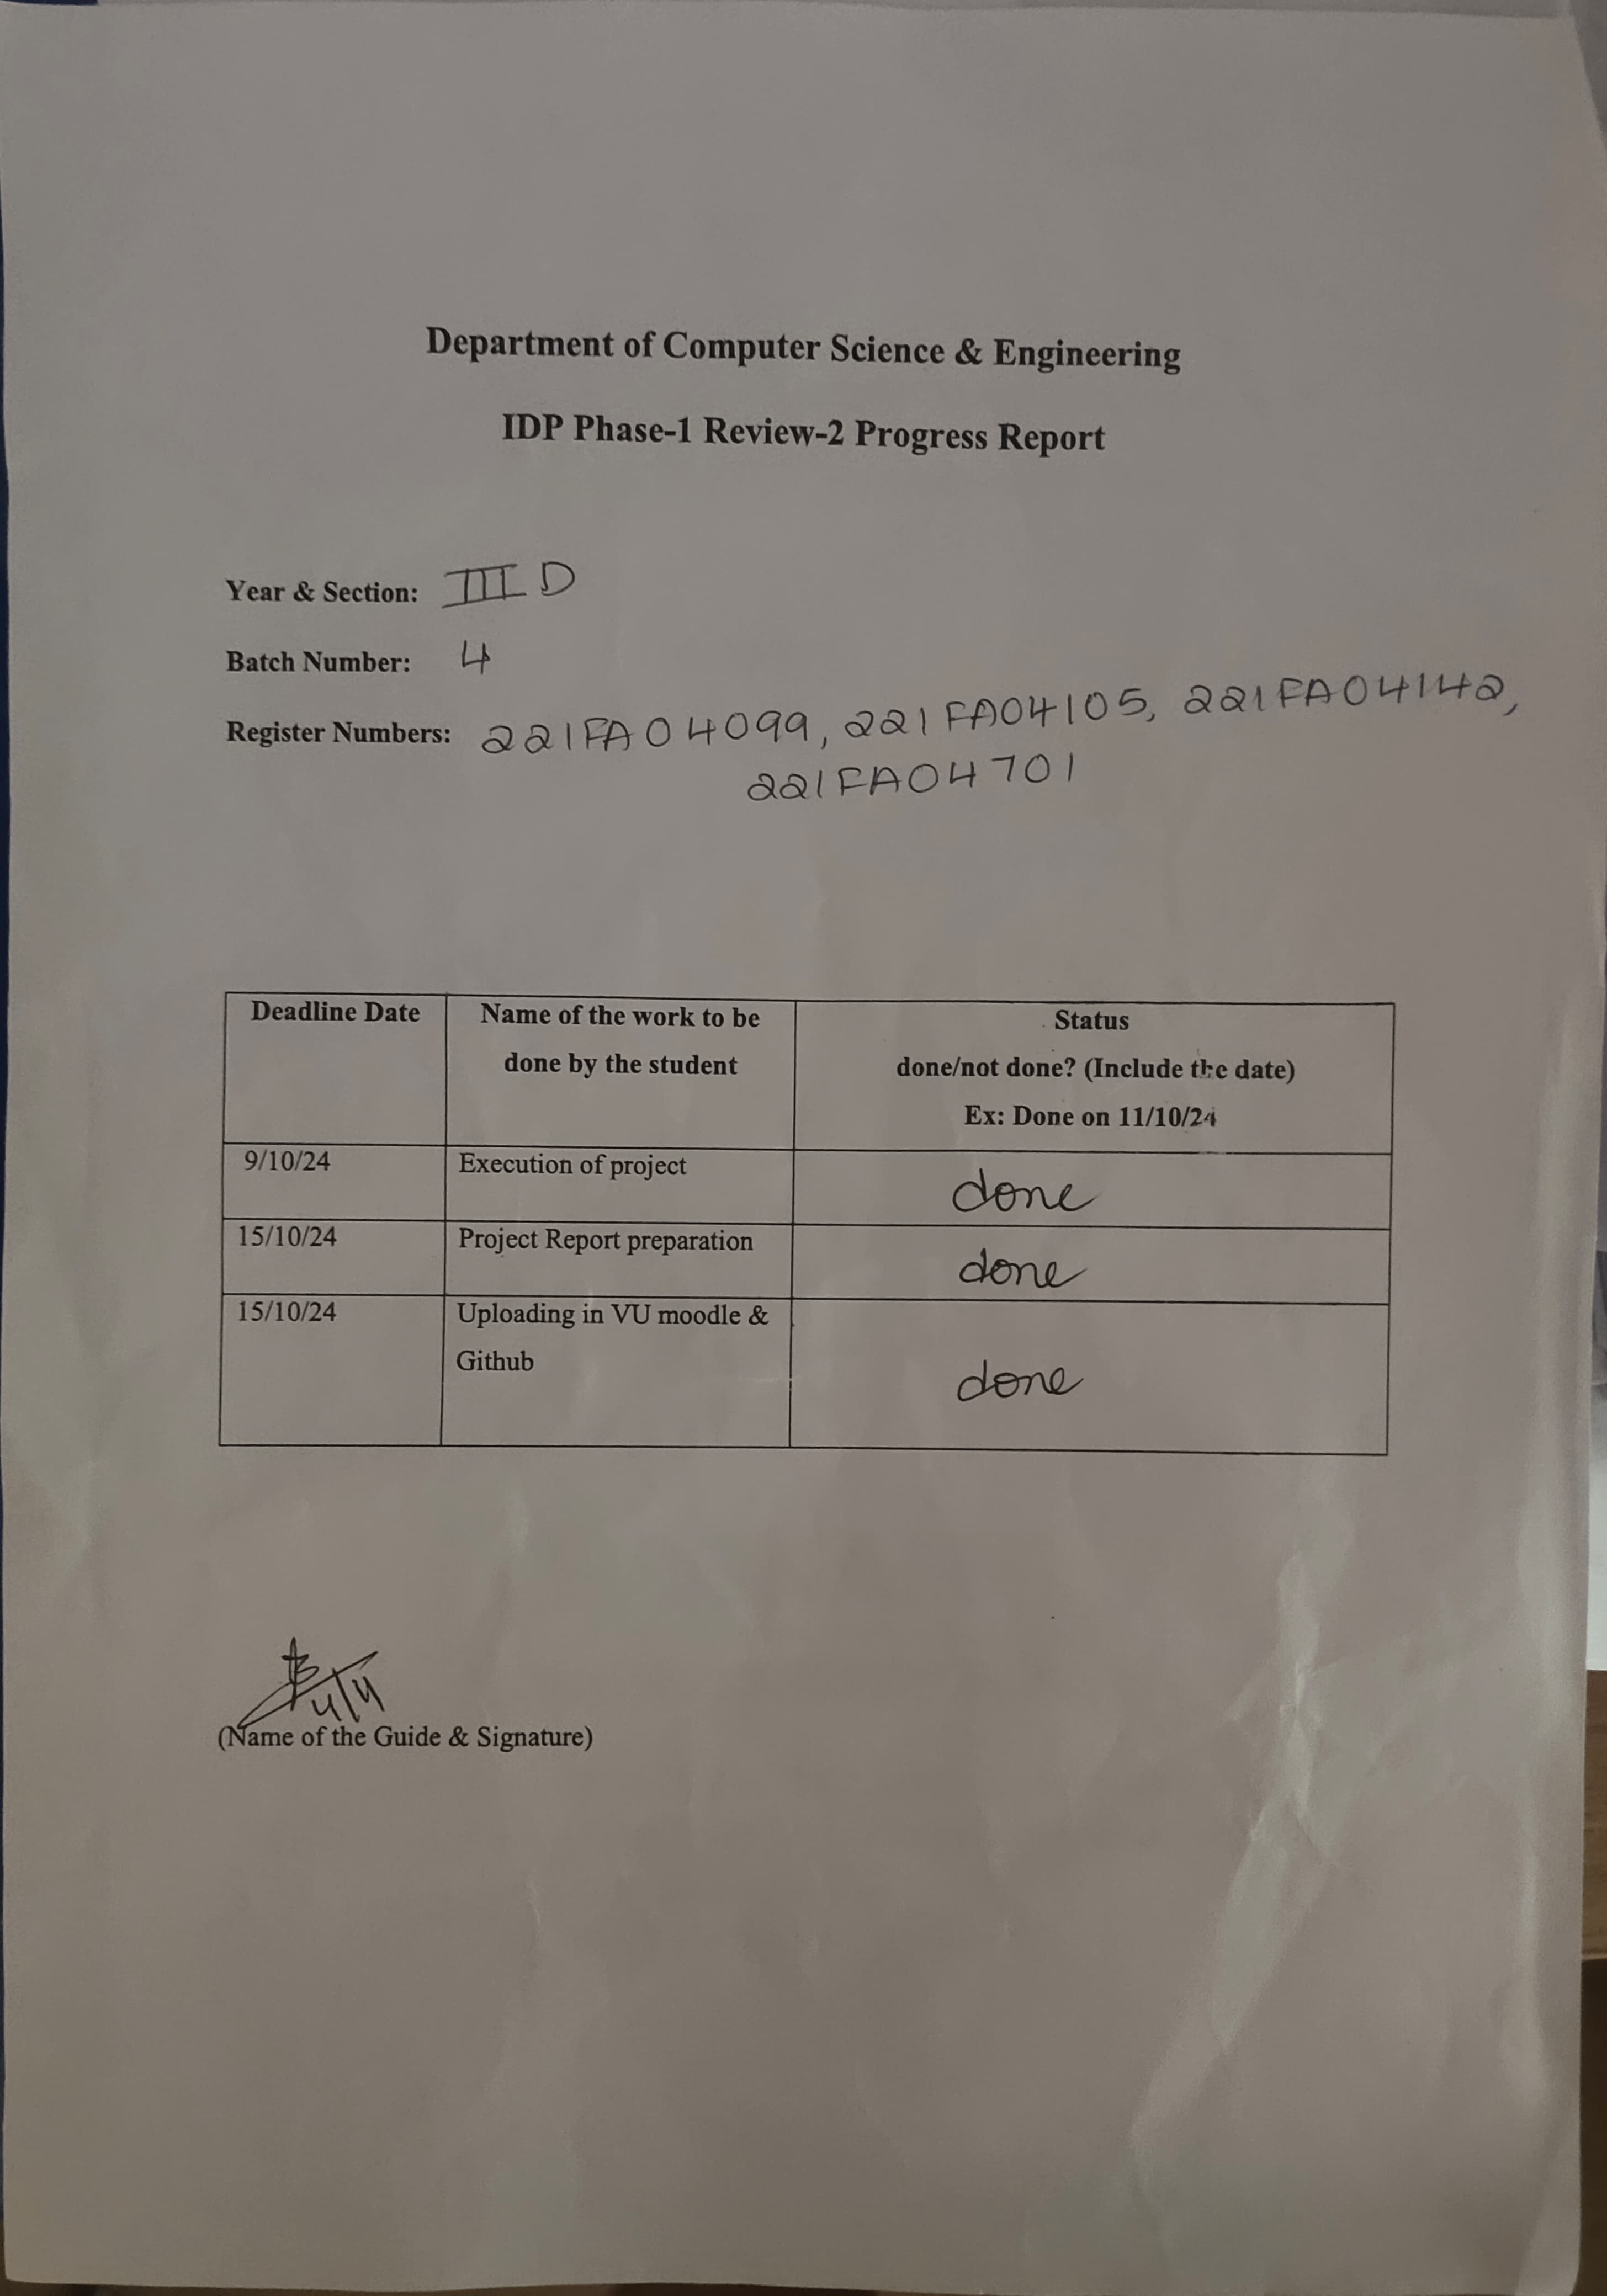 Department of Computer Science & Engineering
IDP Phase-1 Review-2 Progress Report
Year & Section: III D
Batch Number: 4
Register Numbers: 221FA04099, 221FA04105, 221FA04142,
221FA04701
Deadline Date
Name of the work to be
done by the student
Status
done/not done? (Include the date)
Ex: Done on 11/10/24
9/10/24
Execution of project
done
15/10/24
Project Report preparation
done
15/10/24
Uploading in VU moodle &
Github
done
(Name of the Guide & Signature)